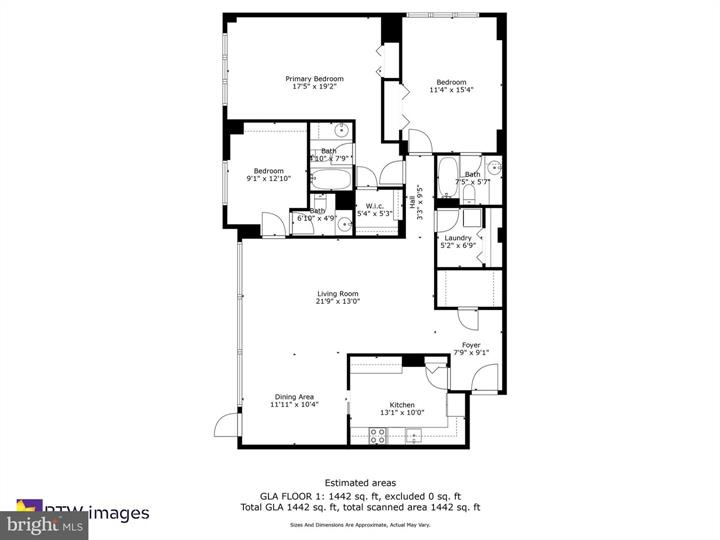 Primary Bedroom
17'5" x 19'2"
Bedroom
11'4" x 15'4"
Bath
4'10" x 7'9"
Bedroom
9'1" x 12'10"
Bath
7'5" x 5'7"
Hall
3'3" x 9'5"
W.i.c.
5'4" x 5'3"
Bath
6'10" x 4'9"
Laundry
5'2" x 6'9"
Living Room
21'9" x 13'0"
Foyer
7'9" x 9'1"
Dining Area
11'11" x 10'4"
Kitchen
13'1" x 10'0"
Estimated areas
GLA FLOOR 1: 1442 sq. ft, excluded 0 sq. ft
Total GLA 1442 sq. ft, total scanned area 1442 sq. ft
Sizes And Dimensions Are Approximate, Actual May Vary.
RTW images
bright MLS